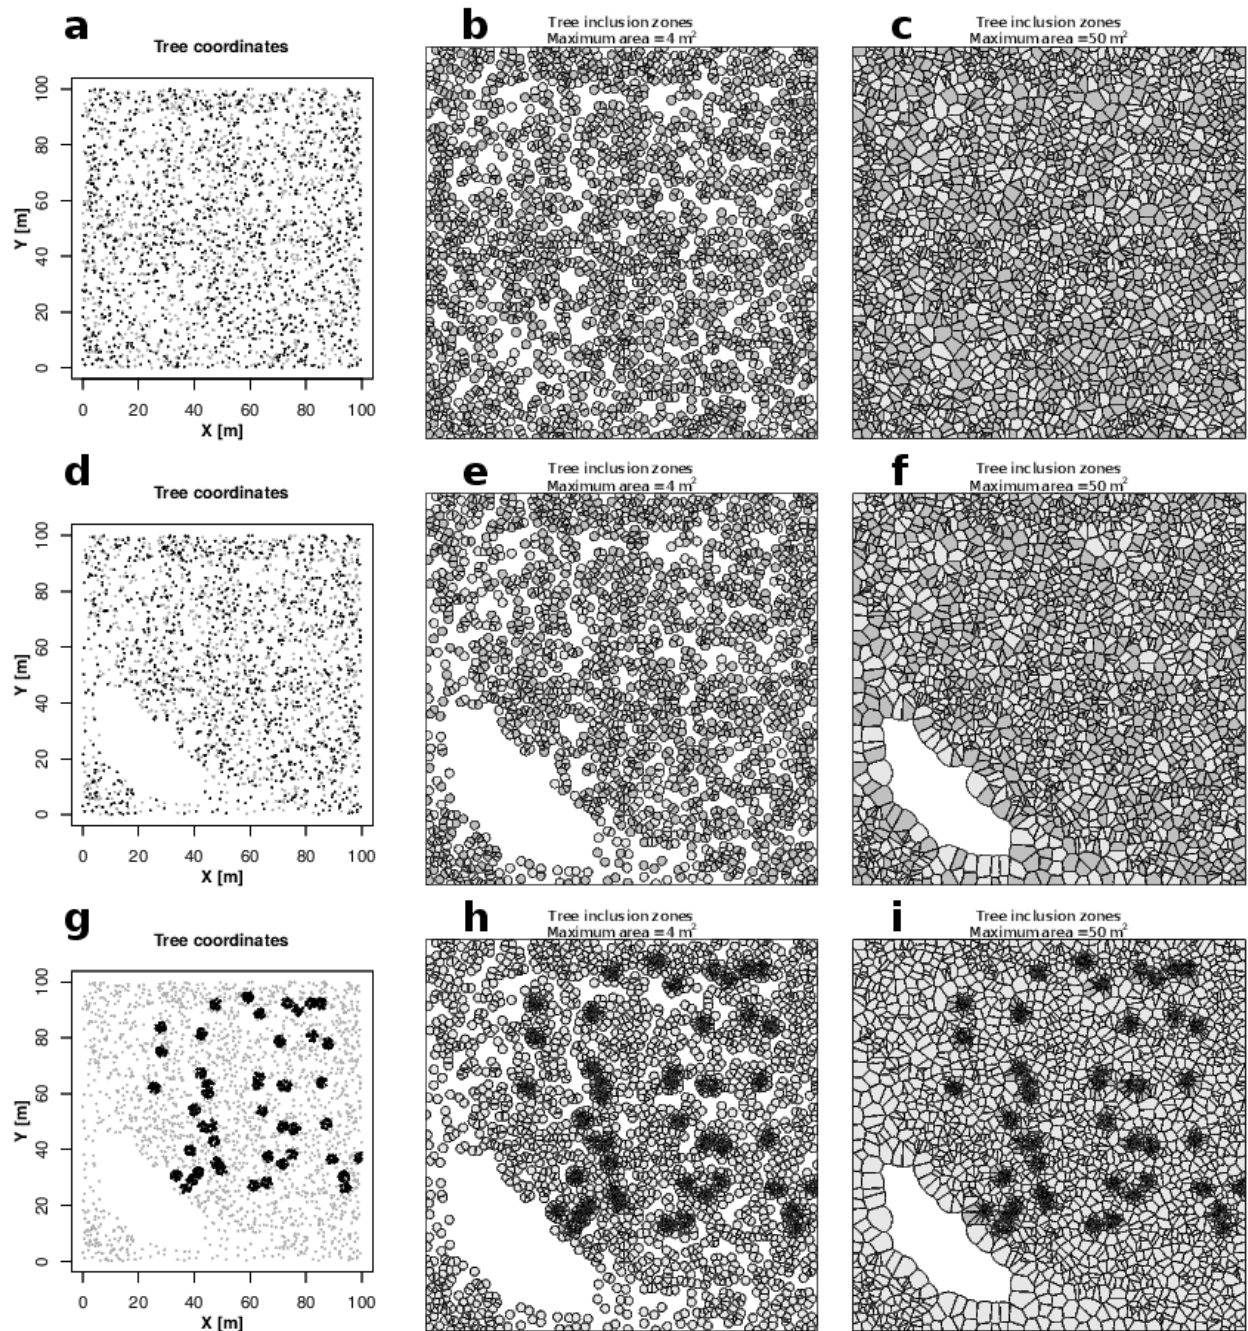 a
Tree coordinates
100
80
60
40
20
0
Y [m]
0 20 40 60 80 100
X [m]
b
Tree inclusion zones
Maximum area = 4 m²
c
Tree inclusion zones
Maximum area = 50 m²
d
Tree coordinates
100
80
60
40
20
0
Y [m]
0 20 40 60 80 100
X [m]
e
Tree inclusion zones
Maximum area = 4 m²
f
Tree inclusion zones
Maximum area = 50 m²
g
Tree coordinates
100
80
60
40
20
0
Y [m]
0 20 40 60 80 100
X [m]
h
Tree inclusion zones
Maximum area = 4 m²
i
Tree inclusion zones
Maximum area = 50 m²